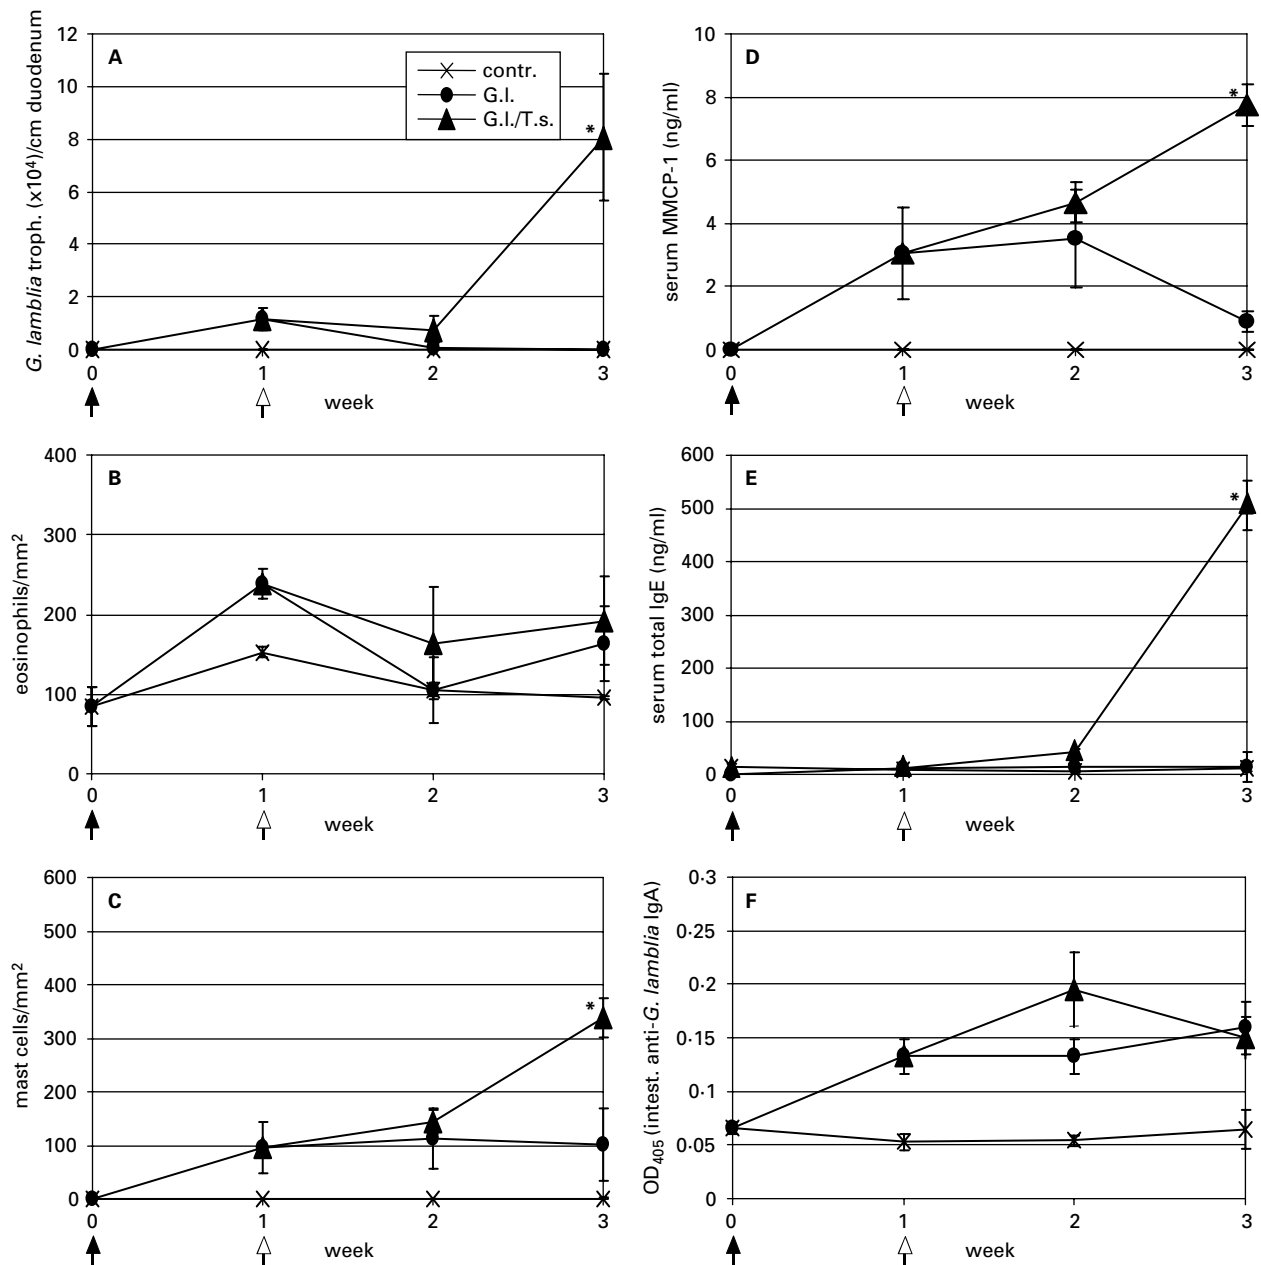 A
G. lamblia troph. (x10⁴)/cm duodenum
12
10
8
6
4
2
0
contr.
G.l.
G.l./T.s.
*
0 1 2 3
week
D
serum MMCP-1 (ng/ml)
10
8
6
4
2
0
*
0 1 2 3
week
B
eosinophils/mm²
400
300
200
100
0
0 1 2 3
week
E
serum total IgE (ng/ml)
600
500
400
300
200
100
0
*
0 1 2 3
week
C
mast cells/mm²
600
500
400
300
200
100
0
*
0 1 2 3
week
F
OD₄₀₅ (intest. anti-G. lamblia IgA)
0·3
0·25
0·2
0·15
0·1
0·05
0
0 1 2 3
week